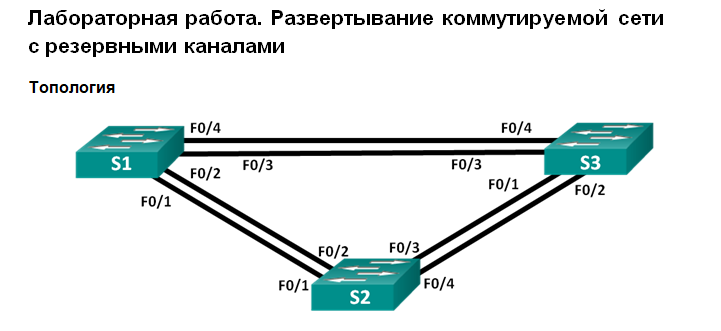 Лабораторная работа. Развертывание коммутируемой сети
с резервными каналами
Топология
F0/4 F0/4
S1 F0/3 F0/3 S3
F0/2 F0/1 F0/2
F0/1
F0/2 F0/3
F0/1 S2 F0/4